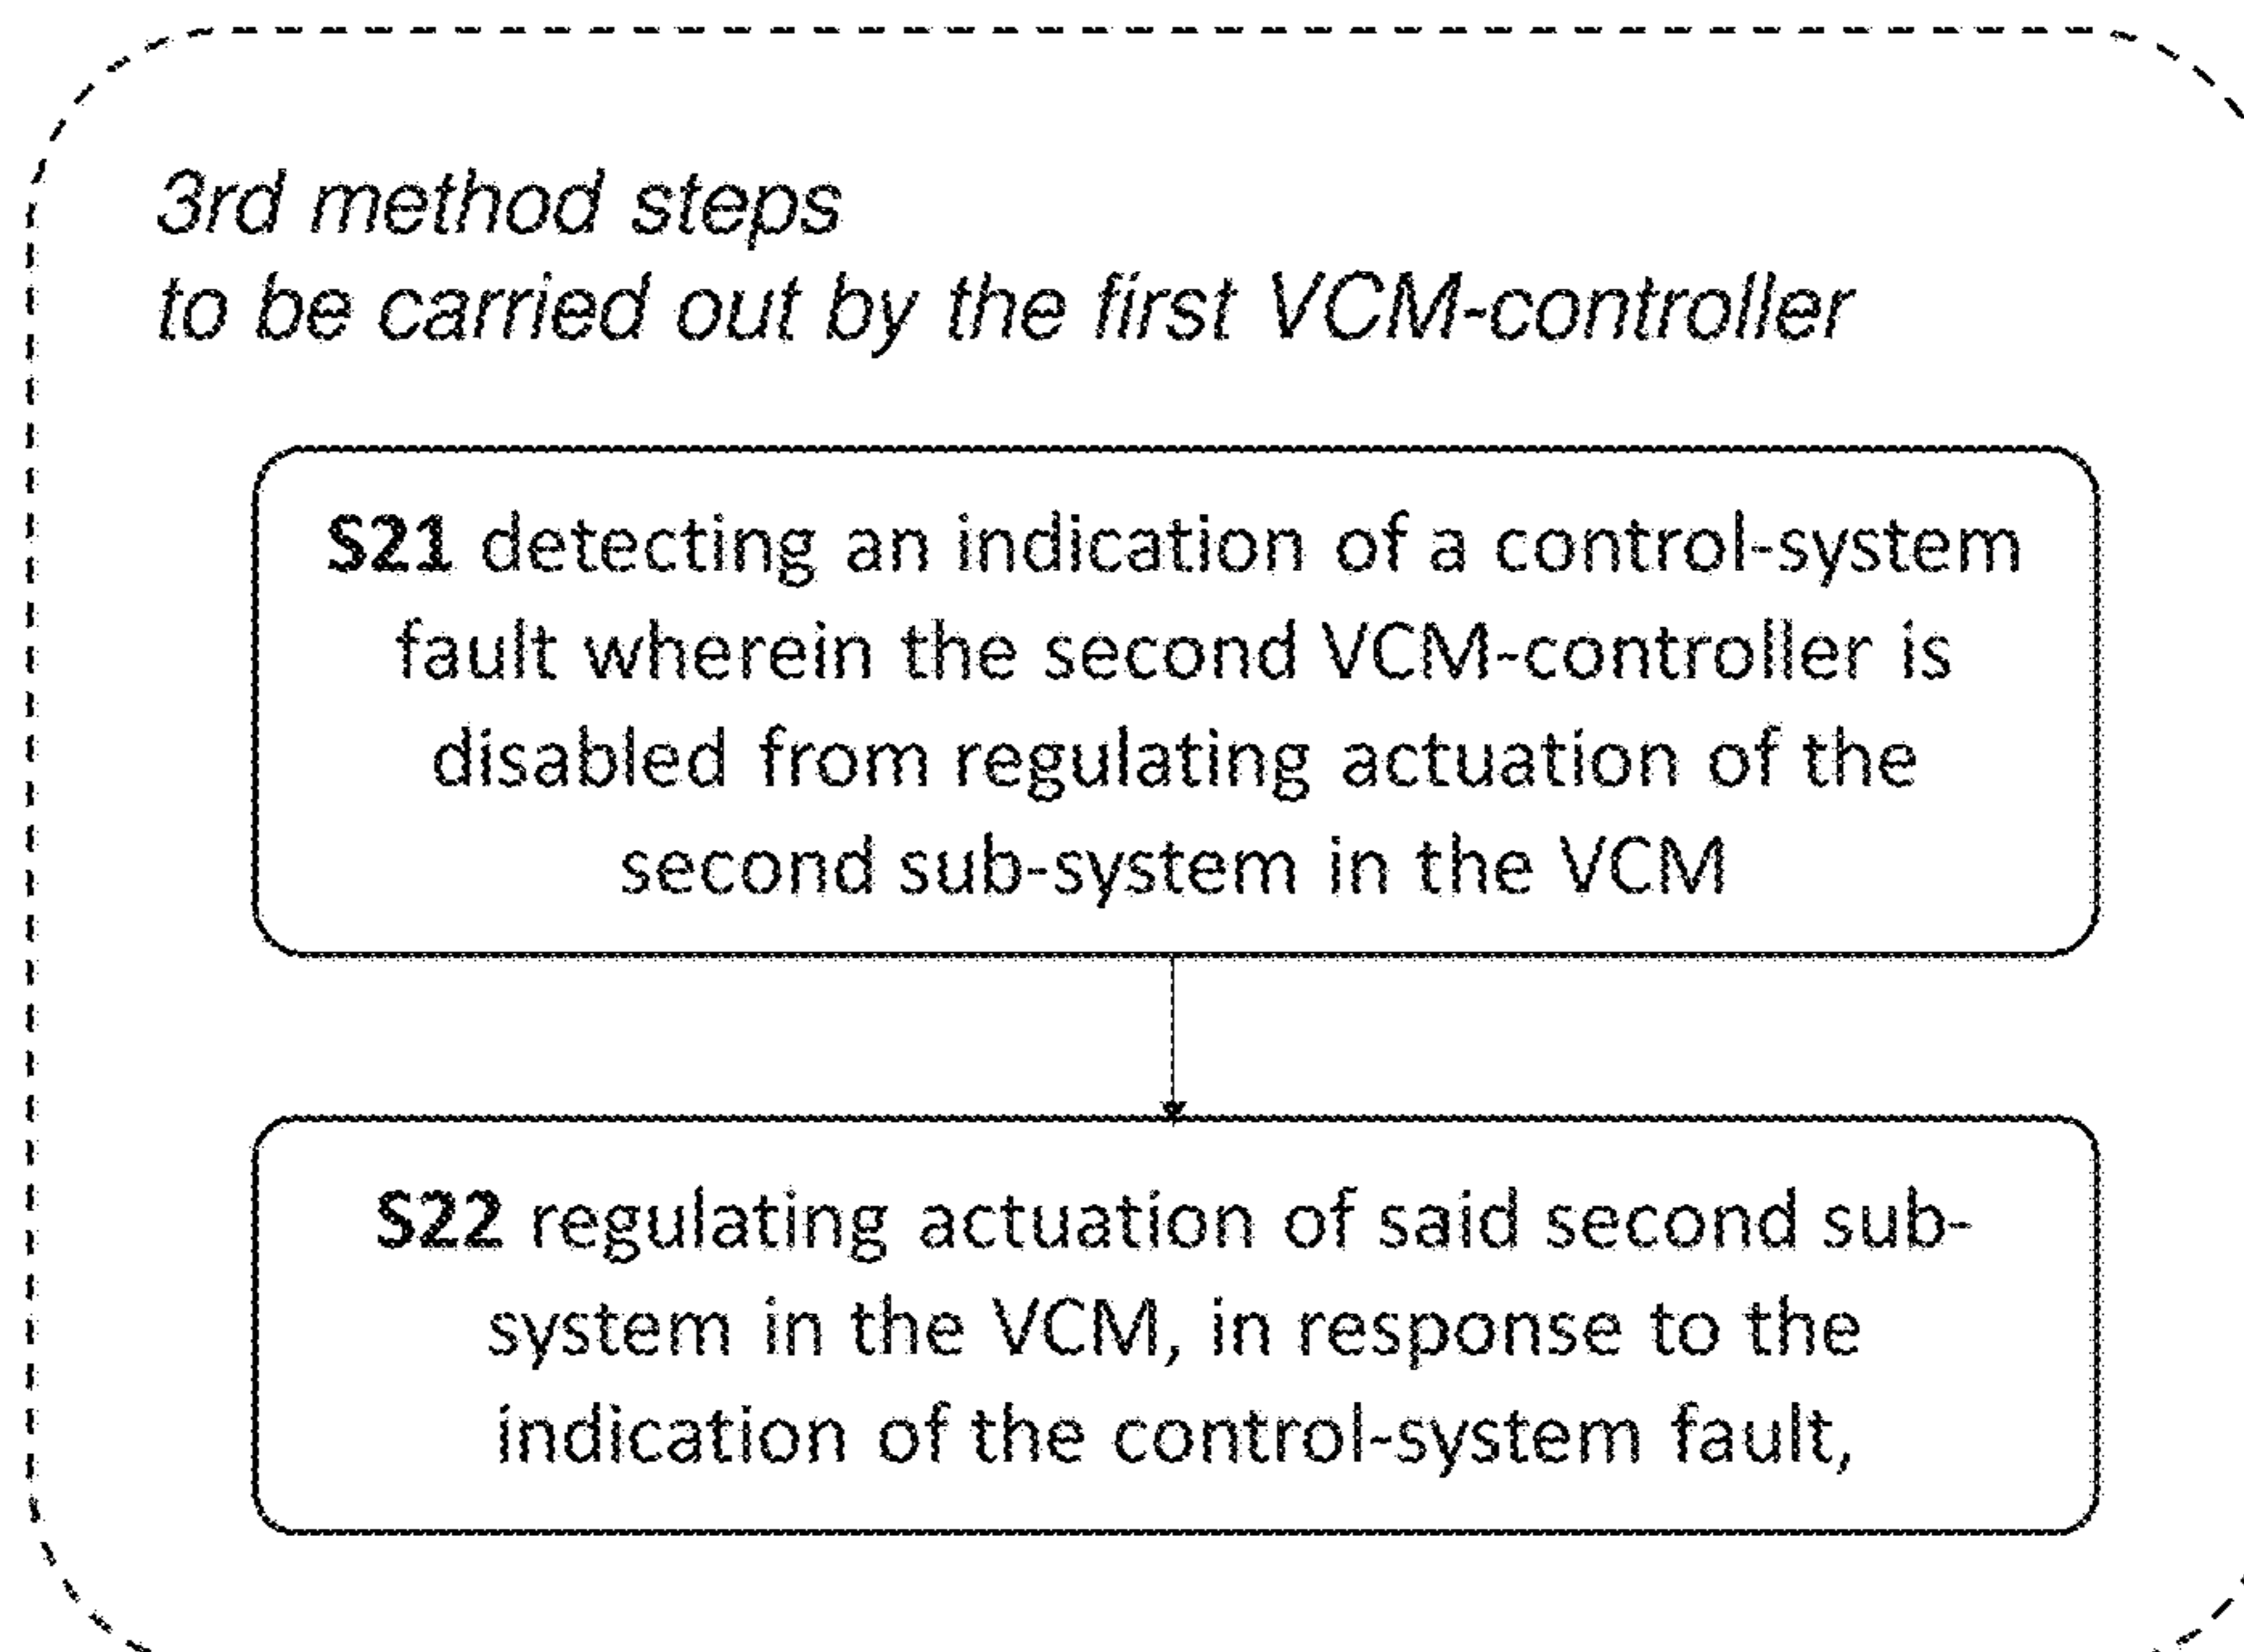 3rd method steps
to be carried out by the first VCM-controller
S21 detecting an indication of a control-system
fault wherein the second VCM-controller is
disabled from regulating actuation of the
second sub-system in the VCM
S22 regulating actuation of said second sub-
system in the VCM, in response to the
indication of the control-system fault,